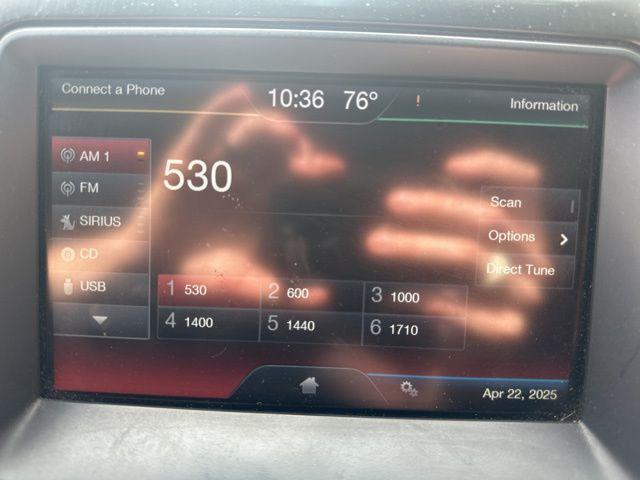 Connect a Phone
10:36 76° !
Information
AM 1
FM
SIRIUS
CD
USB
530
Scan
Options
Direct Tune
1 530 2 600 3 1000
4 1400 5 1440 6 1710
Apr 22, 2025